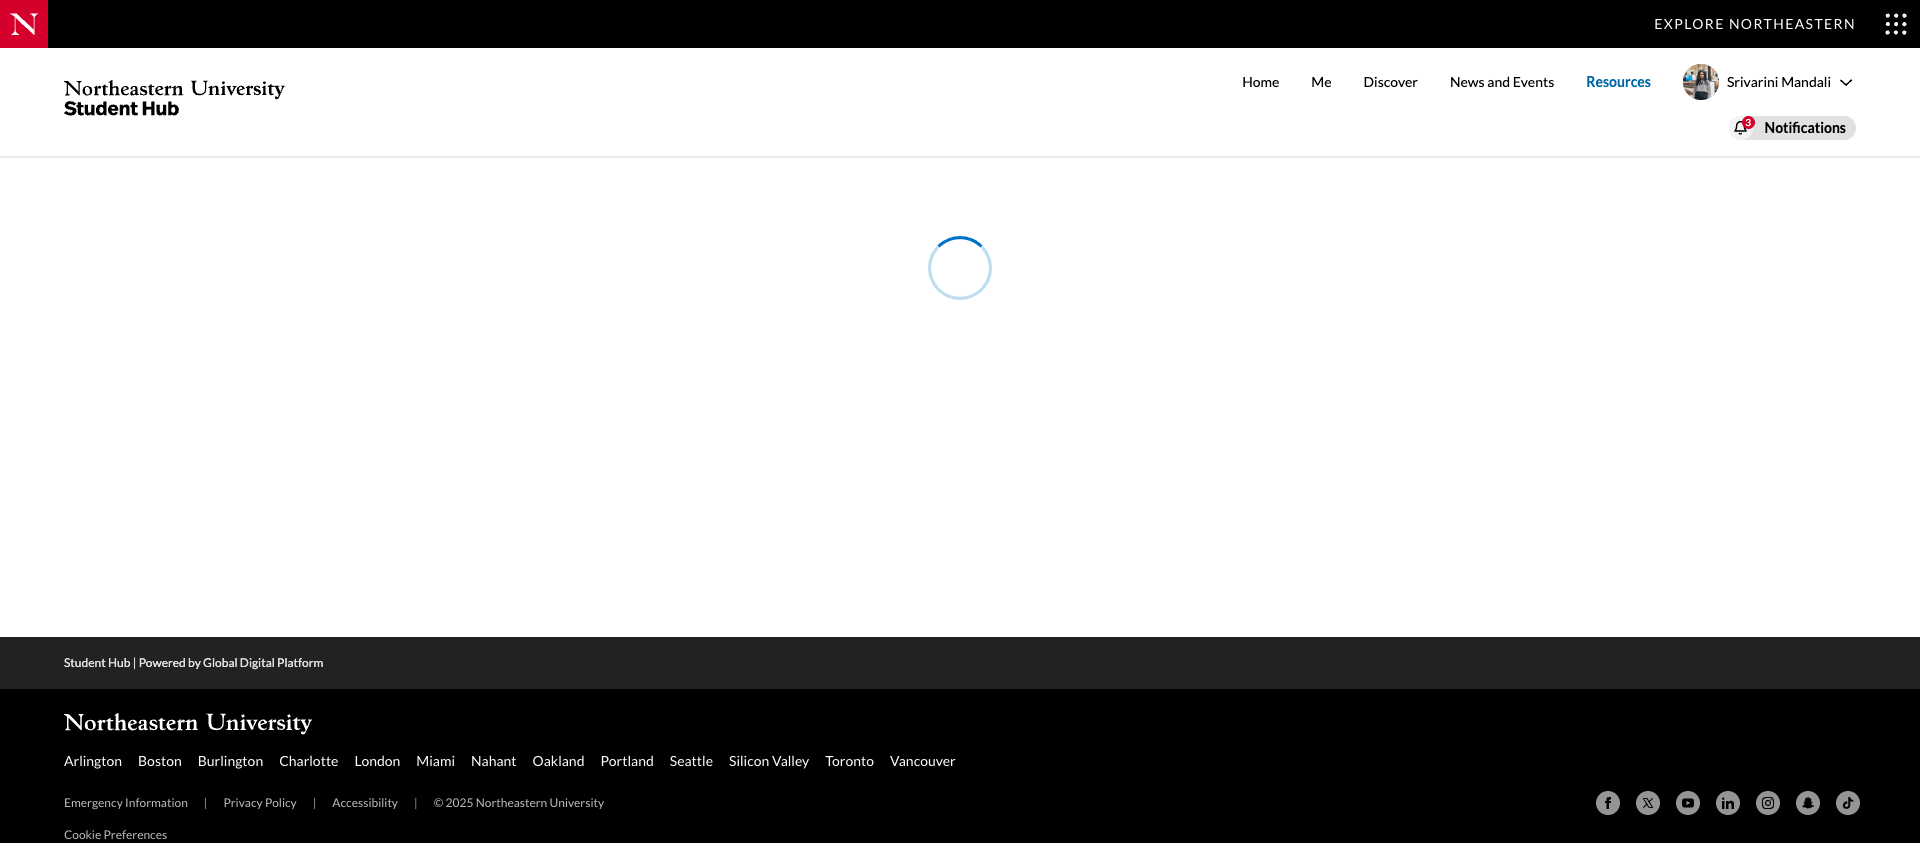 N
EXPLORE NORTHEASTERN
Northeastern University
Student Hub
Home Me Discover News and Events Resources Srivarini Mandali
3 Notifications
Student Hub | Powered by Global Digital Platform
Northeastern University
Arlington Boston Burlington Charlotte London Miami Nahant Oakland Portland Seattle Silicon Valley Toronto Vancouver
Emergency Information | Privacy Policy | Accessibility | © 2025 Northeastern University
Cookie Preferences